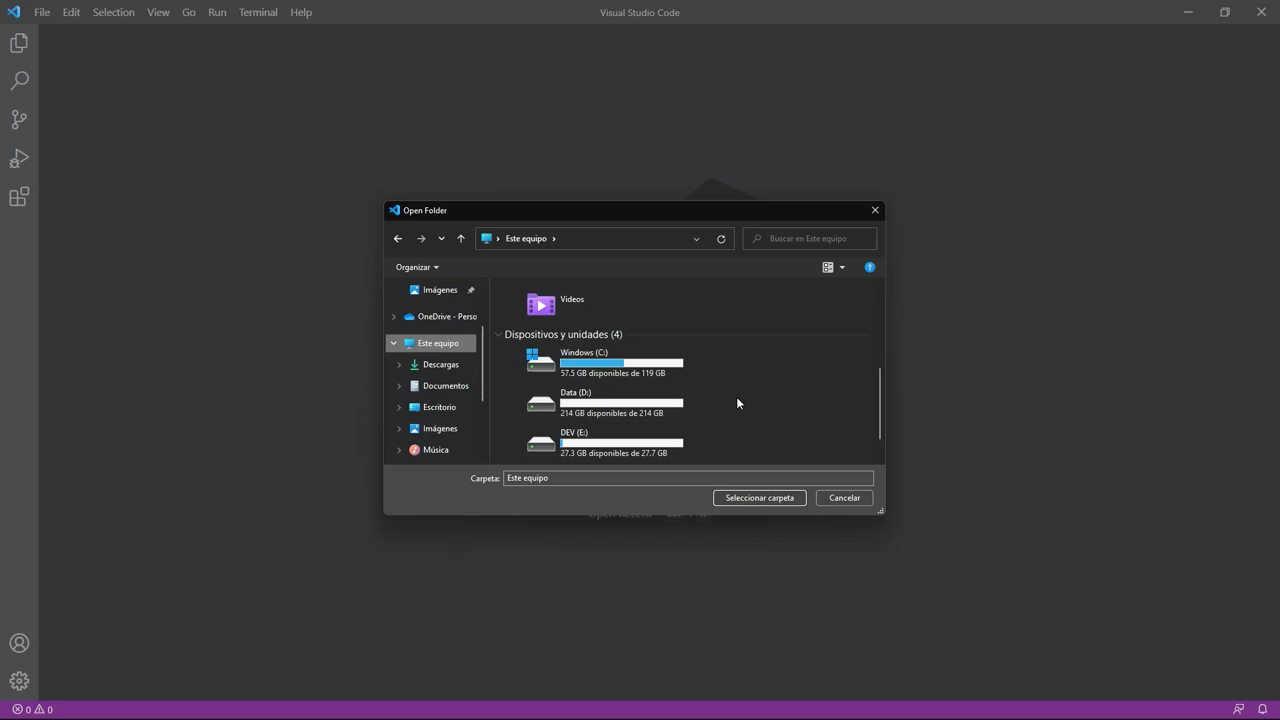 File Edit Selection View Go Run Terminal Help
Visual Studio Code
Open Folder
Este equipo
Buscar en Este equipo
Organizar
?
Imágenes
OneDrive - Perso
Este equipo
Descargas
Documentos
Escritorio
Imágenes
Música
Videos
Dispositivos y unidades (4)
Windows (C:)
57.5 GB disponibles de 119 GB
Data (D:)
214 GB disponibles de 214 GB
DEV (E:)
27.3 GB disponibles de 27.7 GB
Carpeta: Este equipo
Seleccionar carpeta Cancelar
0 0